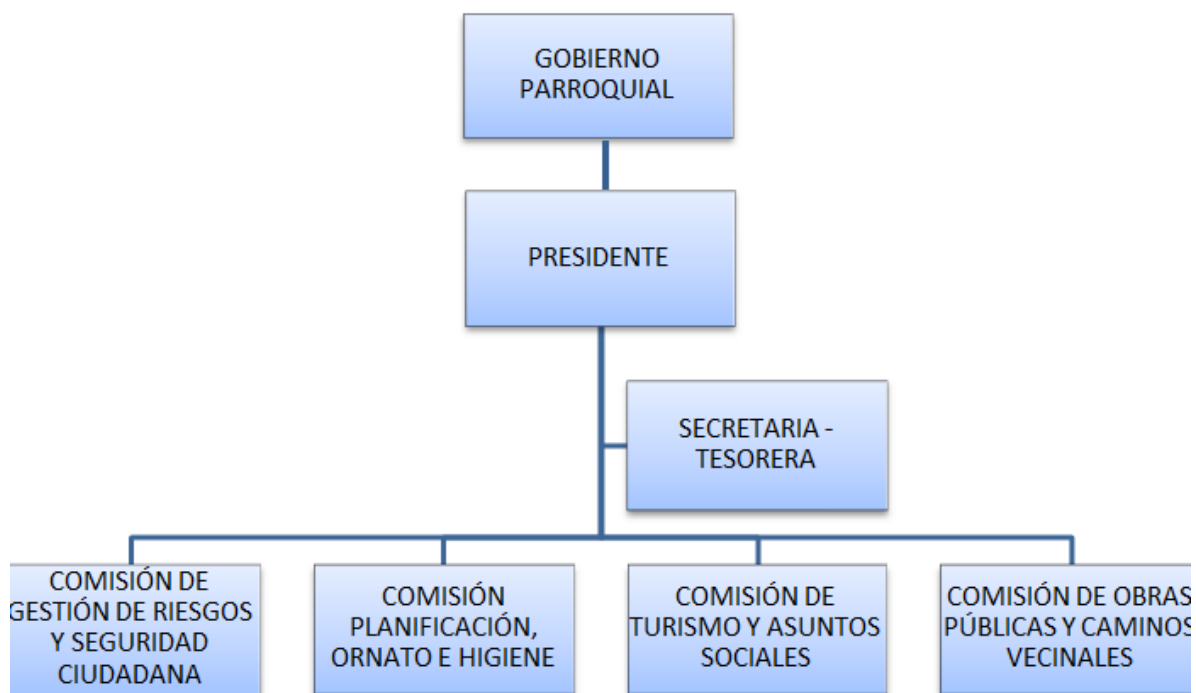 GOBIERNO
PARROQUIAL
PRESIDENTE
SECRETARIA -
TESORERA
COMISIÓN DE
GESTIÓN DE RIESGOS
Y SEGURIDAD
CIUDADANA
COMISIÓN
PLANIFICACIÓN,
ORNATO E HIGIENE
COMISIÓN DE
TURISMO Y ASUNTOS
SOCIALES
COMISIÓN DE OBRAS
PÚBLICAS Y CAMINOS
VECINALES